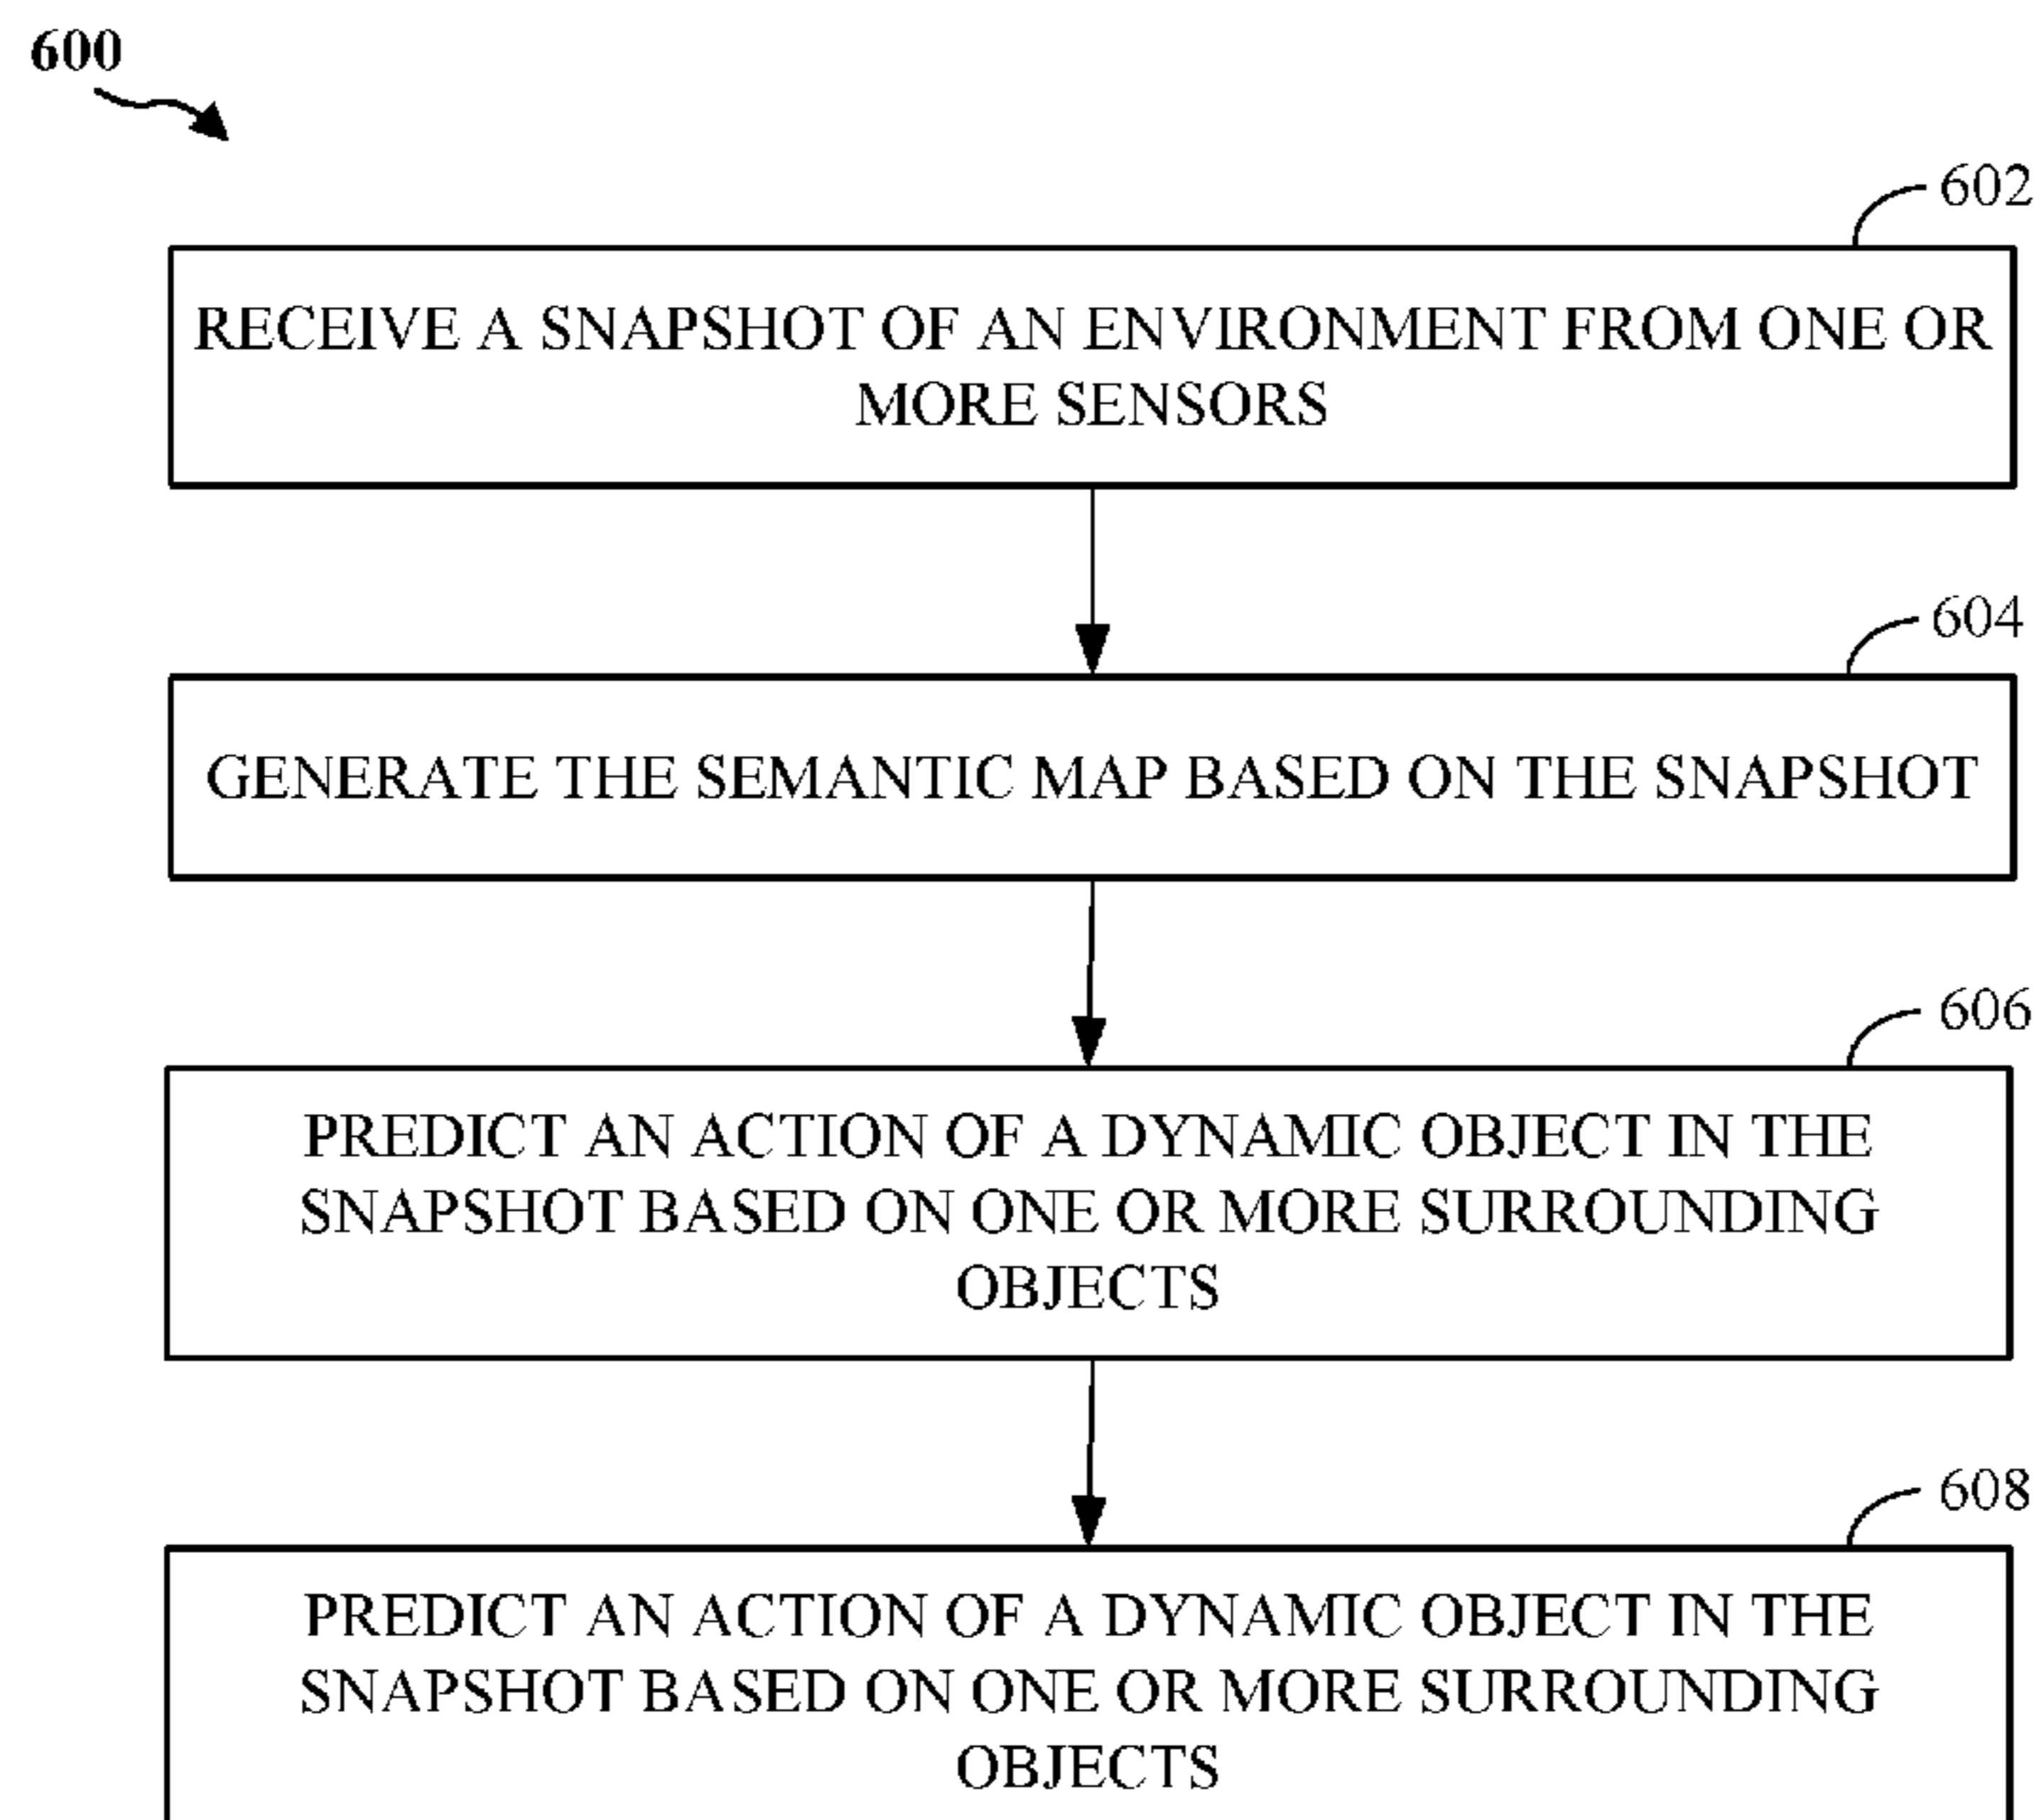 600
602
RECEIVE A SNAPSHOT OF AN ENVIRONMENT FROM ONE OR
MORE SENSORS
604
GENERATE THE SEMANTIC MAP BASED ON THE SNAPSHOT
606
PREDICT AN ACTION OF A DYNAMIC OBJECT IN THE
SNAPSHOT BASED ON ONE OR MORE SURROUNDING
OBJECTS
608
PREDICT AN ACTION OF A DYNAMIC OBJECT IN THE
SNAPSHOT BASED ON ONE OR MORE SURROUNDING
OBJECTS